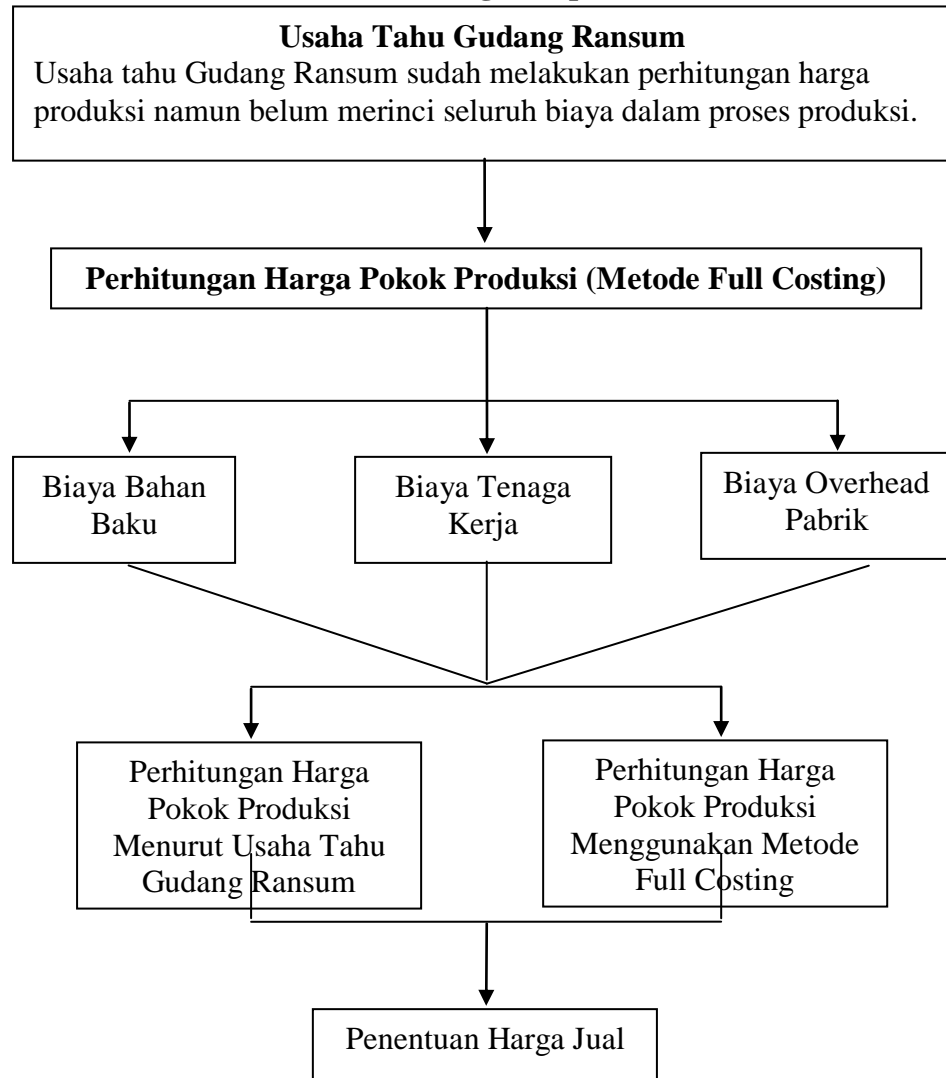 Usaha Tahu Gudang Ransum
Usaha tahu Gudang Ransum sudah melakukan perhitungan harga
produksi namun belum merinci seluruh biaya dalam proses produksi.
Perhitungan Harga Pokok Produksi (Metode Full Costing)
Biaya Bahan
Baku
Biaya Tenaga
Kerja
Biaya Overhead
Pabrik
Perhitungan Harga
Pokok Produksi
Menurut Usaha Tahu
Gudang Ransum
Perhitungan Harga
Pokok Produksi
Menggunakan Metode
Full Costing
Penentuan Harga Jual